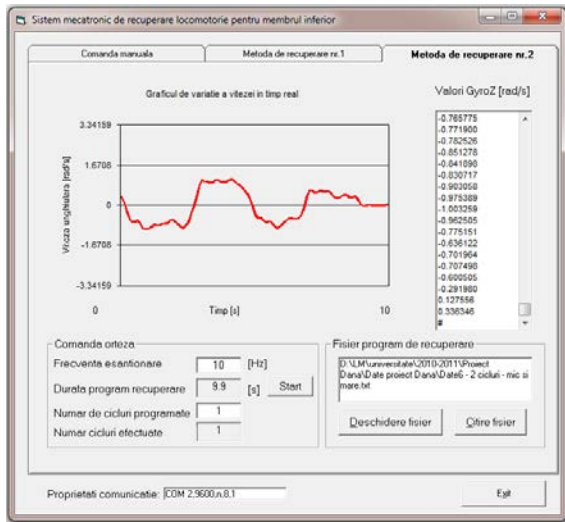 Sistem mecatronic de recuperare locomotorie pentru membrul inferior
Comanda manuala
Metoda de recuperare nr.1
Metoda de recuperare nr.2
Graficul de variatie a vitezei in timp real
Valori GyroZ [rad/s]
3.34159
1.6708
0
-1.6708
-3.34159
Viteza unghiulara [rad/s]
0
Timp [s]
10
-0.765775
-0.771900
-0.782526
-0.851278
-0.841898
-0.830717
-0.903058
-0.975389
-1.003259
-0.962505
-0.775151
-0.636122
-0.701964
-0.707498
-0.600505
-0.291980
0.127556
0.336346
#
Comanda orteza
Frecventa esantionare 10 [Hz]
Durata program recuperare 9.9 [s] Start
Numar de cicluri programate 1
Numar cicluri efectuate 1
Fisier program de recuperare
D:\LM\universitate\2010-2011\Proiect
Dana\Date proiect Dana\Date6 - 2 cicluri - mic si
mare.txt
Deschidere fisier
Citire fisier
Proprietati comunicatie: COM 2,9600,n,8,1
Exit